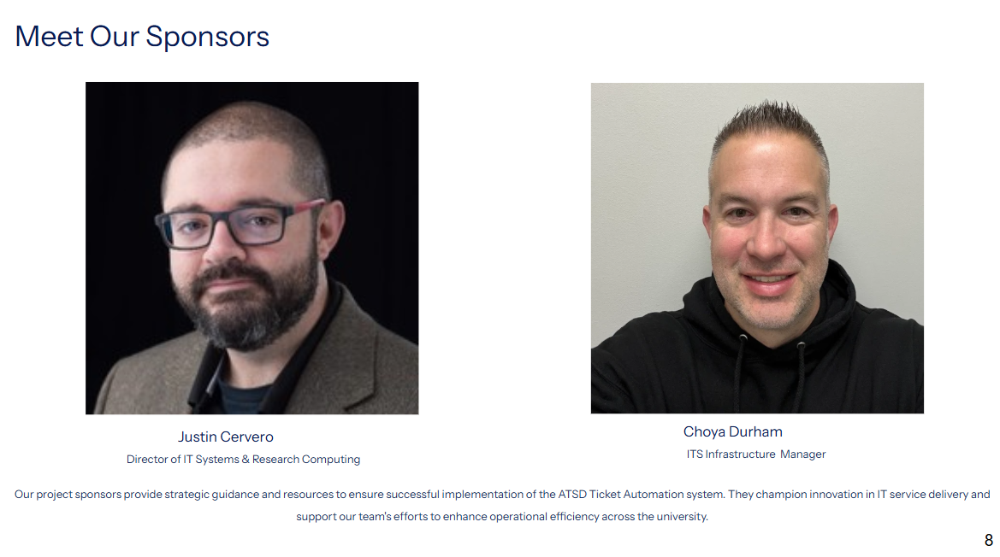 Meet Our Sponsors
Justin Cervero
Director of IT Systems & Research Computing
Choya Durham
ITS Infrastructure Manager
Our project sponsors provide strategic guidance and resources to ensure successful implementation of the ATSD Ticket Automation system. They champion innovation in IT service delivery and
support our team's efforts to enhance operational efficiency across the university.
8